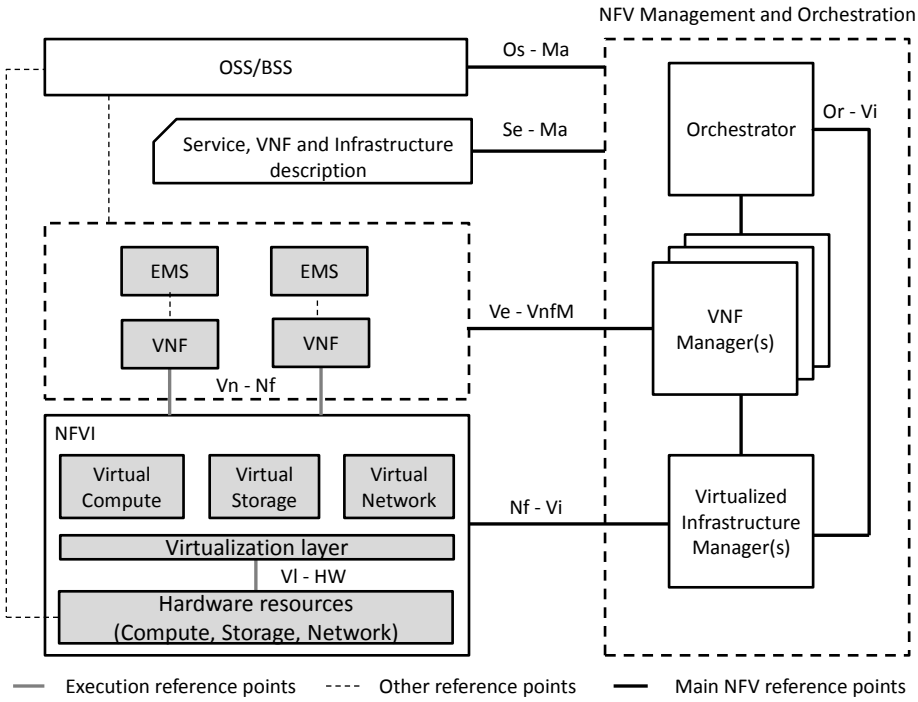 NFV Management and Orchestration
OSS/BSS
Os - Ma
Orchestrator
Or - Vi
Service, VNF and Infrastructure
description
Se - Ma
EMS
EMS
VNF
VNF
Ve - VnfM
VNF
Manager(s)
Vn - Nf
NFVI
Virtual
Compute
Virtual
Storage
Virtual
Network
Nf - Vi
Virtualized
Infrastructure
Manager(s)
Virtualization layer
Vl - HW
Hardware resources
(Compute, Storage, Network)
Execution reference points
Other reference points
Main NFV reference points